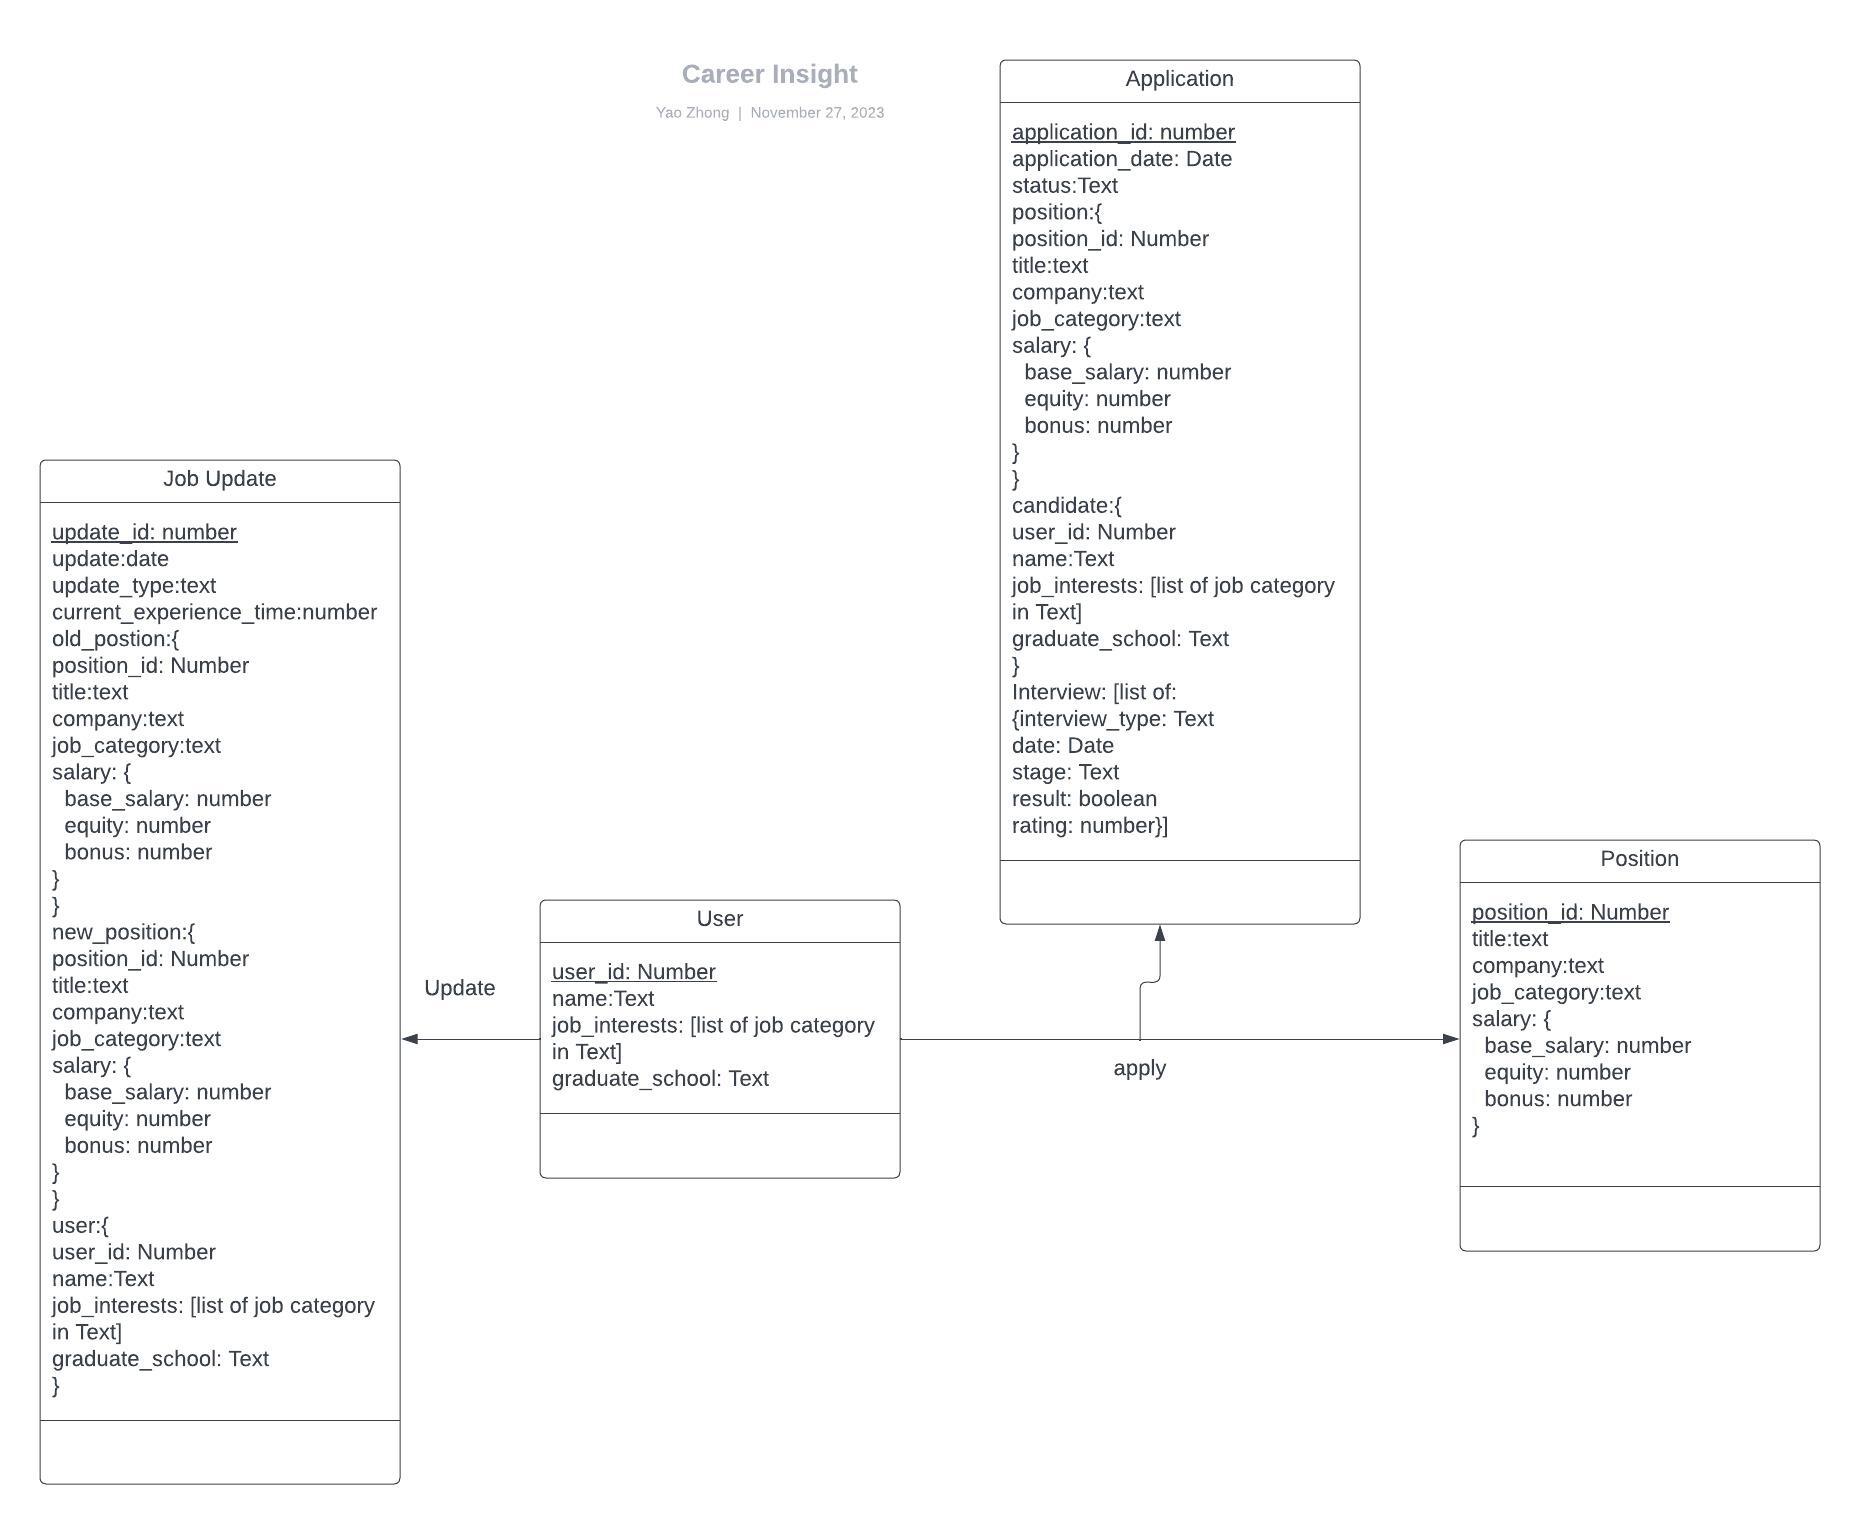 Career Insight
Yao Zhong | November 27, 2023
Application
application_id: number
application_date: Date
status:Text
position:{
position_id: Number
title:text
company:text
job_category:text
salary: {
base_salary: number
equity: number
bonus: number
}
}
candidate:{
user_id: Number
name:Text
job_interests: [list of job category
in Text]
graduate_school: Text
}
Interview: [list of:
{interview_type: Text
date: Date
stage: Text
result: boolean
rating: number}]
Job Update
update_id: number
update:date
update_type:text
current_experience_time:number
old_postion:{
position_id: Number
title:text
company:text
job_category:text
salary: {
base_salary: number
equity: number
bonus: number
}
}
new_position:{
position_id: Number
title:text
company:text
job_category:text
salary: {
base_salary: number
equity: number
bonus: number
}
}
user:{
user_id: Number
name:Text
job_interests: [list of job category
in Text]
graduate_school: Text
}
Update
User
user_id: Number
name:Text
job_interests: [list of job category
in Text]
graduate_school: Text
apply
Position
position_id: Number
title:text
company:text
job_category:text
salary: {
base_salary: number
equity: number
bonus: number
}